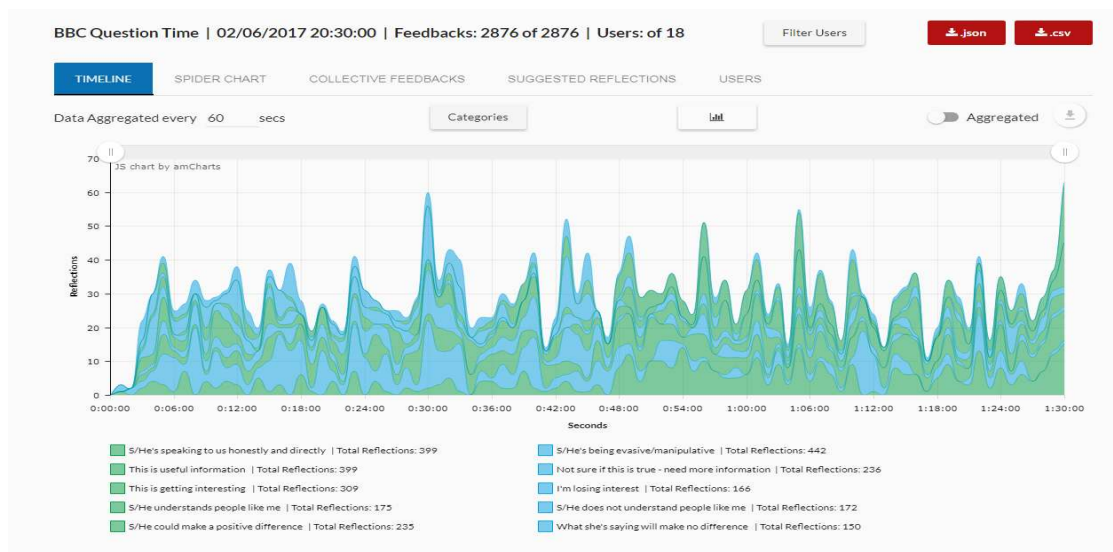 BBC Question Time | 02/06/2017 20:30:00 | Feedbacks: 2876 of 2876 | Users: of 18
Filter Users
.json
.csv
TIMELINE
SPIDER CHART
COLLECTIVE FEEDBACKS
SUGGESTED REFLECTIONS
USERS
Data Aggregated every 60 secs
Categories
Aggregated
JS chart by amCharts
70
60
50
40
30
20
10
0
Reflections
0:00:00 0:06:00 0:12:00 0:18:00 0:24:00 0:30:00 0:36:00 0:42:00 0:48:00 0:54:00 1:00:00 1:06:00 1:12:00 1:18:00 1:24:00 1:30:00
Seconds
S/He's speaking to us honestly and directly | Total Reflections: 399
This is useful information | Total Reflections: 399
This is getting interesting | Total Reflections: 309
S/He understands people like me | Total Reflections: 175
S/He could make a positive difference | Total Reflections: 235
S/He's being evasive/manipulative | Total Reflections: 442
Not sure if this is true - need more information | Total Reflections: 236
I'm losing interest | Total Reflections: 166
S/He does not understand people like me | Total Reflections: 172
What she's saying will make no difference | Total Reflections: 150